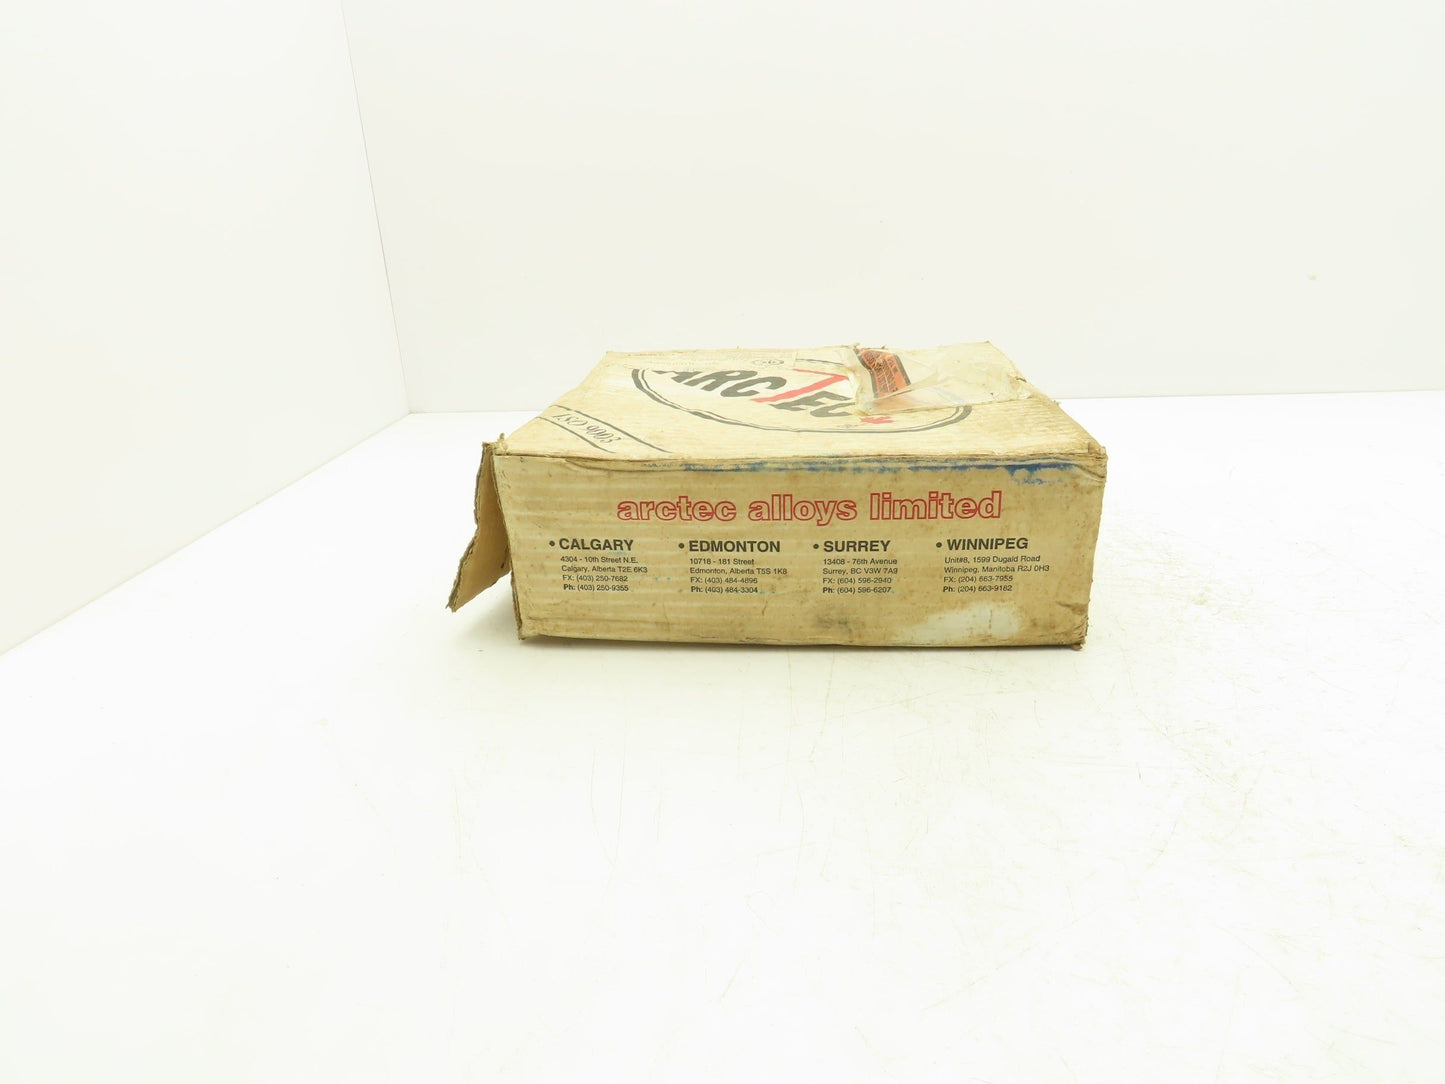 ARCTEC
ISO 9003
arctec alloys limited
• CALGARY
4304 - 10th Street N.E.
Calgary, Alberta T2E 6K3
FX: (403) 250-7682
Ph: (403) 250-9355
• EDMONTON
10718 - 181 Street
Edmonton, Alberta T5S 1K8
FX: (403) 484-4896
Ph: (403) 484-3304
• SURREY
13408 - 76th Avenue
Surrey, BC V3W 7A9
FX: (604) 596-2940
Ph: (604) 596-6207
• WINNIPEG
Unit#8, 1599 Dugald Road
Winnipeg, Manitoba R2J 0H3
FX: (204) 663-7955
Ph: (204) 663-9182